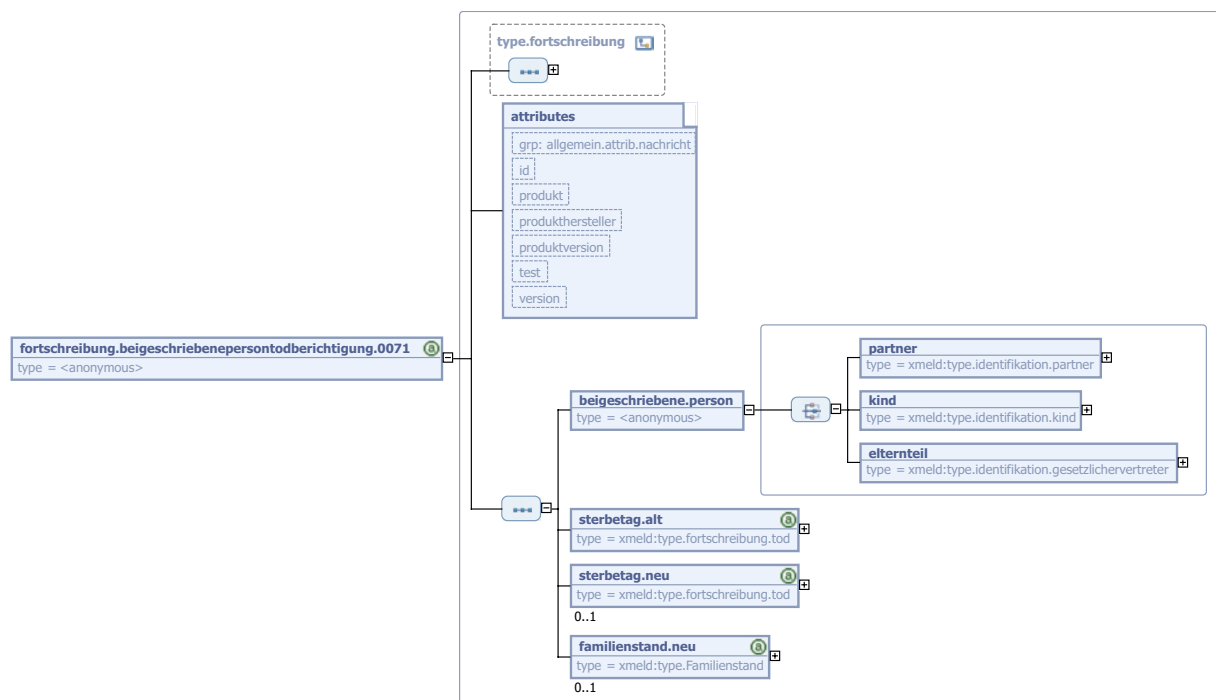 type.fortschreibung
attributes
grp: allgemein.attrib.nachricht
id
produkt
produkthersteller
produktversion
test
version
fortschreibung.beigeschriebenepersontodberichtigung.0071
type = <anonymous>
beigeschriebene.person
type = <anonymous>
partner
type = xmeld:type.identifikation.partner
kind
type = xmeld:type.identifikation.kind
elternteil
type = xmeld:type.identifikation.gesetzlichervertreter
sterbetag.alt
type = xmeld:type.fortschreibung.tod
sterbetag.neu
type = xmeld:type.fortschreibung.tod
0..1
familienstand.neu
type = xmeld:type.Familienstand
0..1